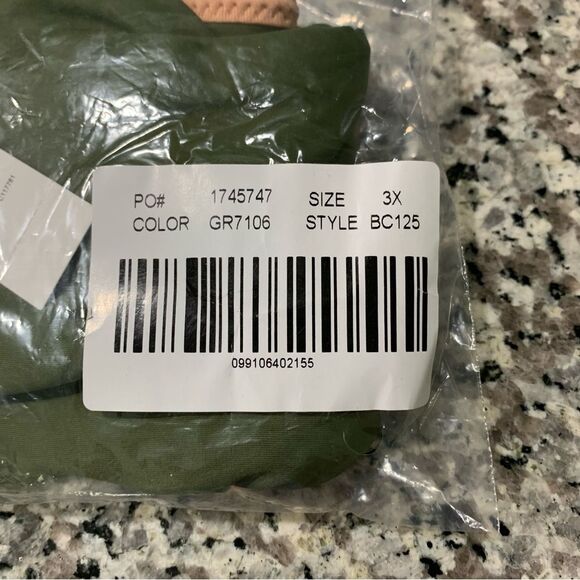 PO# 1745747 SIZE 3X
COLOR GR7106 STYLE BC125
099106402155